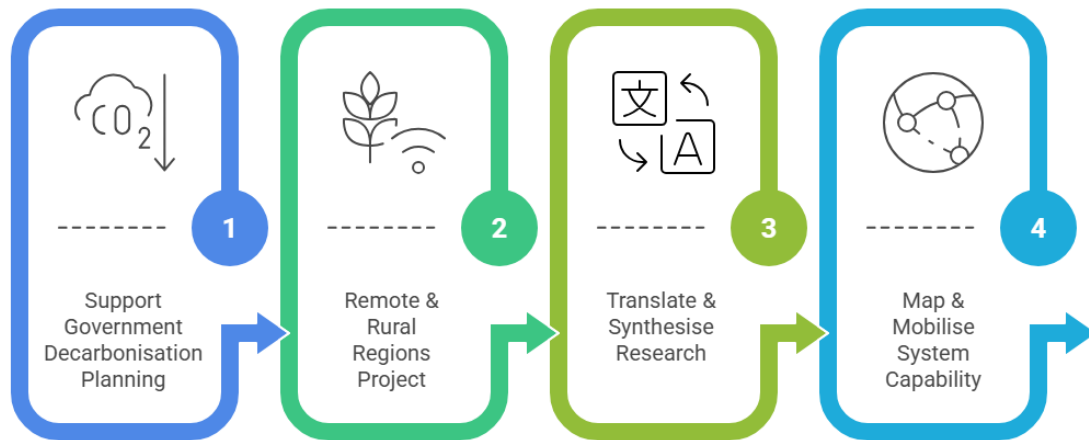 CO2
文
A
1
2
3
4
Support
Government
Decarbonisation
Planning
Remote &
Rural
Regions
Project
Translate &
Synthesise
Research
Map &
Mobilise
System
Capability